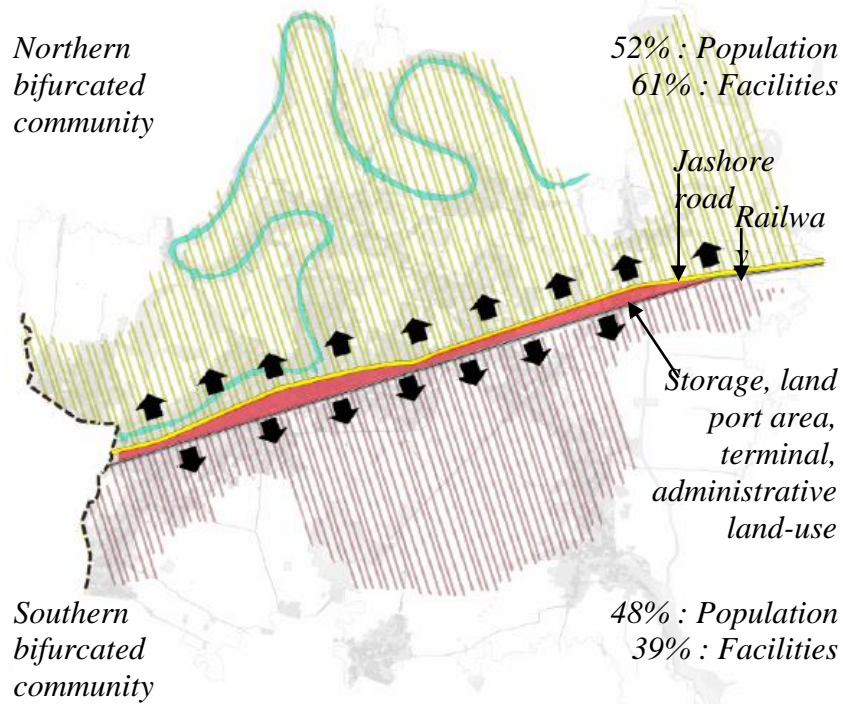 Northern
bifurcated
community
52% : Population
61% : Facilities
Jashore
road
Railwa
y
Storage, land
port area,
terminal,
administrative
land-use
Southern
bifurcated
community
48% : Population
39% : Facilities